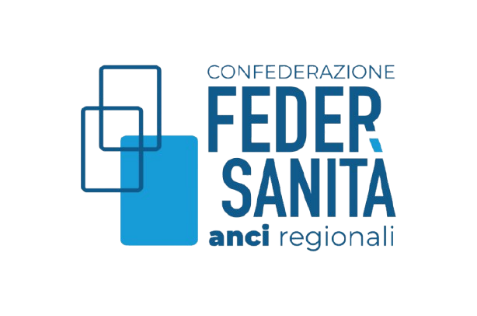 CONFEDERAZIONE
FEDER
SANITÀ
anci regionali